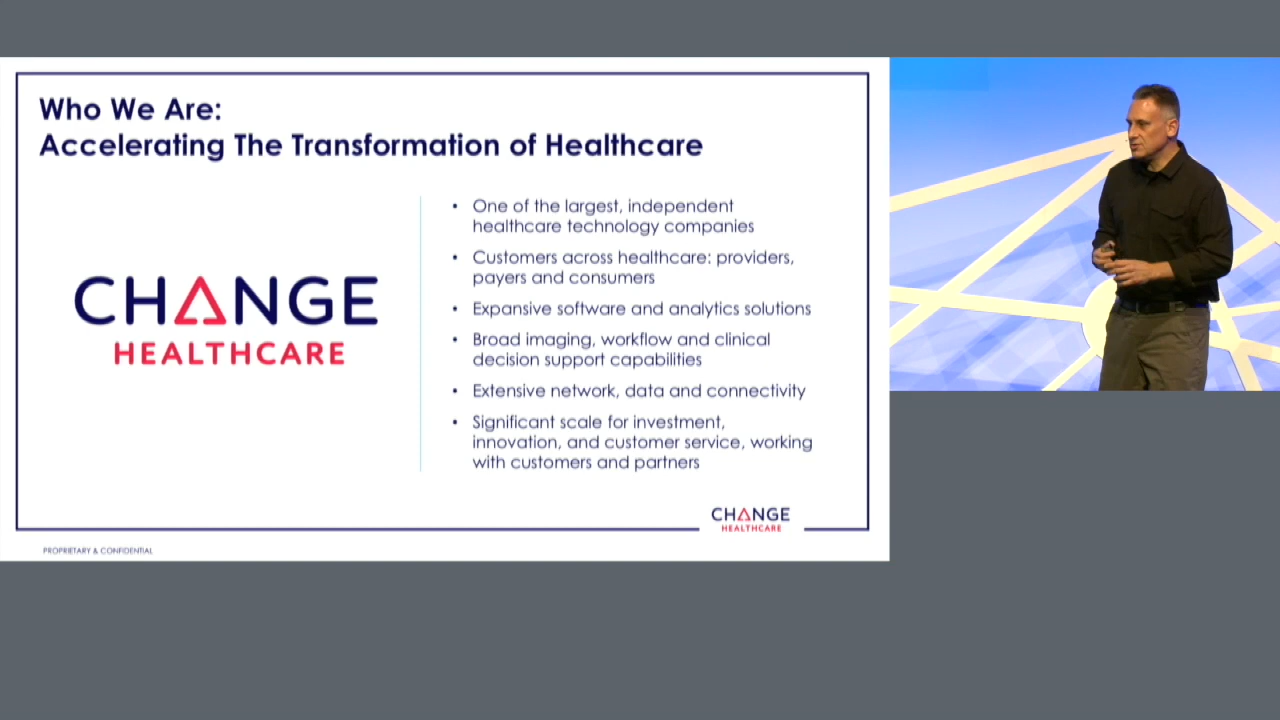 Who We Are:
Accelerating The Transformation of Healthcare
CHANGE
HEALTHCARE
• One of the largest, independent
healthcare technology companies
• Customers across healthcare: providers,
payers and consumers
• Expansive software and analytics solutions
• Broad imaging, workflow and clinical
decision support capabilities
• Extensive network, data and connectivity
• Significant scale for investment,
innovation, and customer service, working
with customers and partners
CHANGE
HEALTHCARE
PROPRIETARY & CONFIDENTIAL